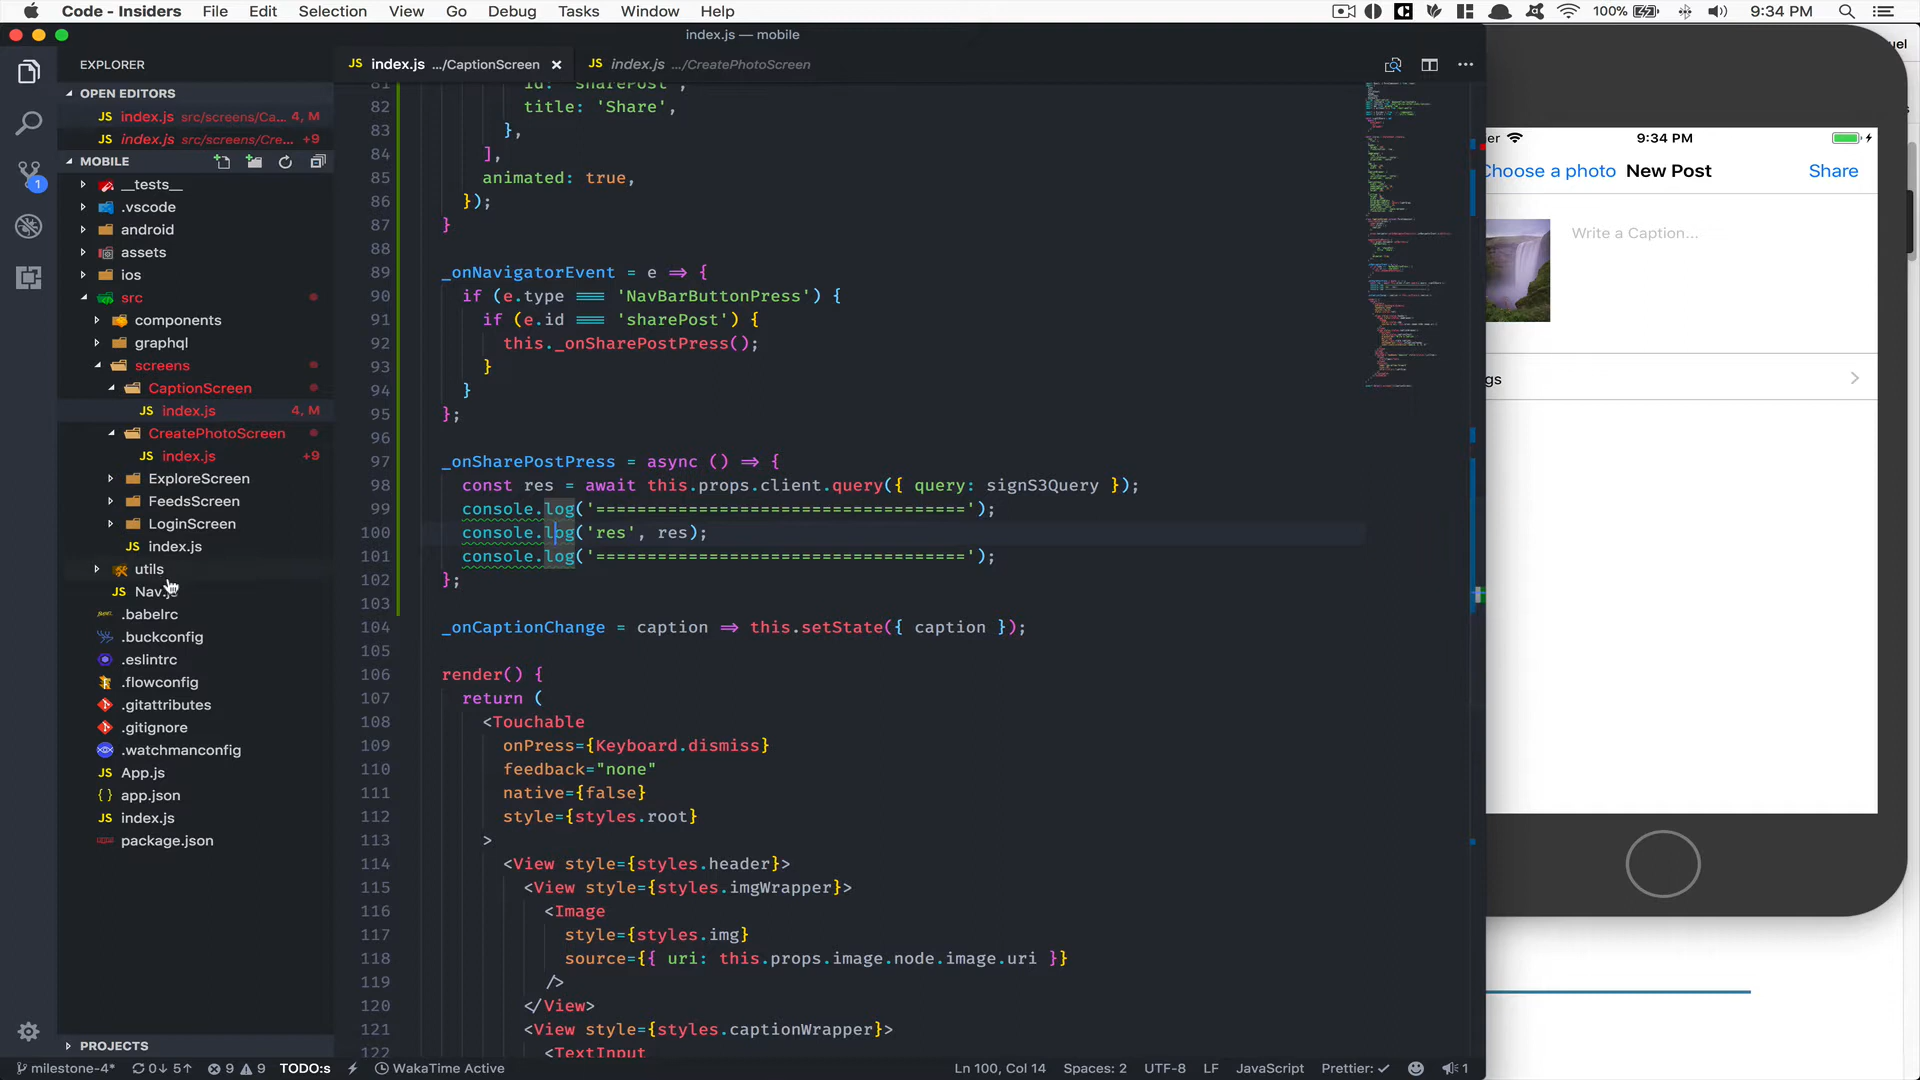 Code - Insiders File Edit Selection View Go Debug Tasks Window Help 100% 9:34 PM
index.js — mobile
EXPLORER
index.js .../CaptionScreen
index.js .../CreatePhotoScreen
OPEN EDITORS
index.js src/screens/Ca... 4, M
index.js src/screens/Cre... +9
MOBILE
__tests__
.vscode
android
assets
ios
src
components
graphql
screens
CaptionScreen
index.js 4, M
CreatePhotoScreen
index.js +9
ExploreScreen
FeedsScreen
LoginScreen
index.js
utils
.babelrc
.buckconfig
.eslintrc
.flowconfig
.gitattributes
.gitignore
.watchmanconfig
App.js
app.json
index.js
package.json
PROJECTS
1
81 id: 'sharePost',
82 title: 'Share',
83 },
84 ],
85 animated: true,
86 });
87 }
88
89 _onNavigatorEvent = e => {
90 if (e.type === 'NavBarButtonPress') {
91 if (e.id === 'sharePost') {
92 this._onSharePostPress();
93 }
94 }
95 };
96
97 _onSharePostPress = async () => {
98 const res = await this.props.client.query({ query: signS3Query });
99 console.log('====================================');
100 console.log('res', res);
101 console.log('====================================');
102 };
103
104 _onCaptionChange = caption => this.setState({ caption });
105
106 render() {
107 return (
108 <Touchable
109 onPress={Keyboard.dismiss}
110 feedback="none"
111 native={false}
112 style={styles.root}
113 >
114 <View style={styles.header}>
115 <View style={styles.imgWrapper}>
116 <Image
117 style={styles.img}
118 source={{ uri: this.props.image.node.image.uri }}
119 />
120 </View>
121 <View style={styles.captionWrapper}>
122 <TextInput
9:34 PM
Choose a photo New Post Share
Write a Caption...
gs
milestone-4* 0↓ 5↑ 9 9 TODO:s WakaTime Active Ln 100, Col 14 Spaces: 2 UTF-8 LF JavaScript Prettier: ✓ 1